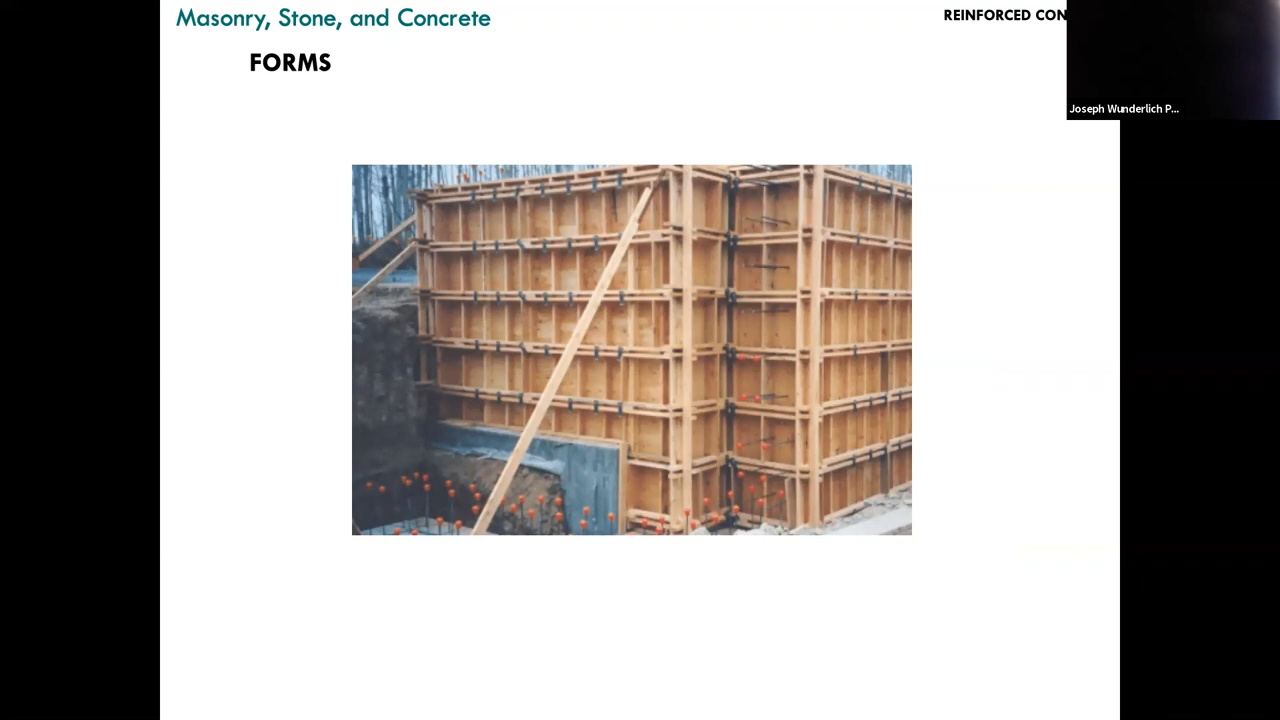 Masonry, Stone, and Concrete
REINFORCED CON
FORMS
Joseph Wunderlich P...